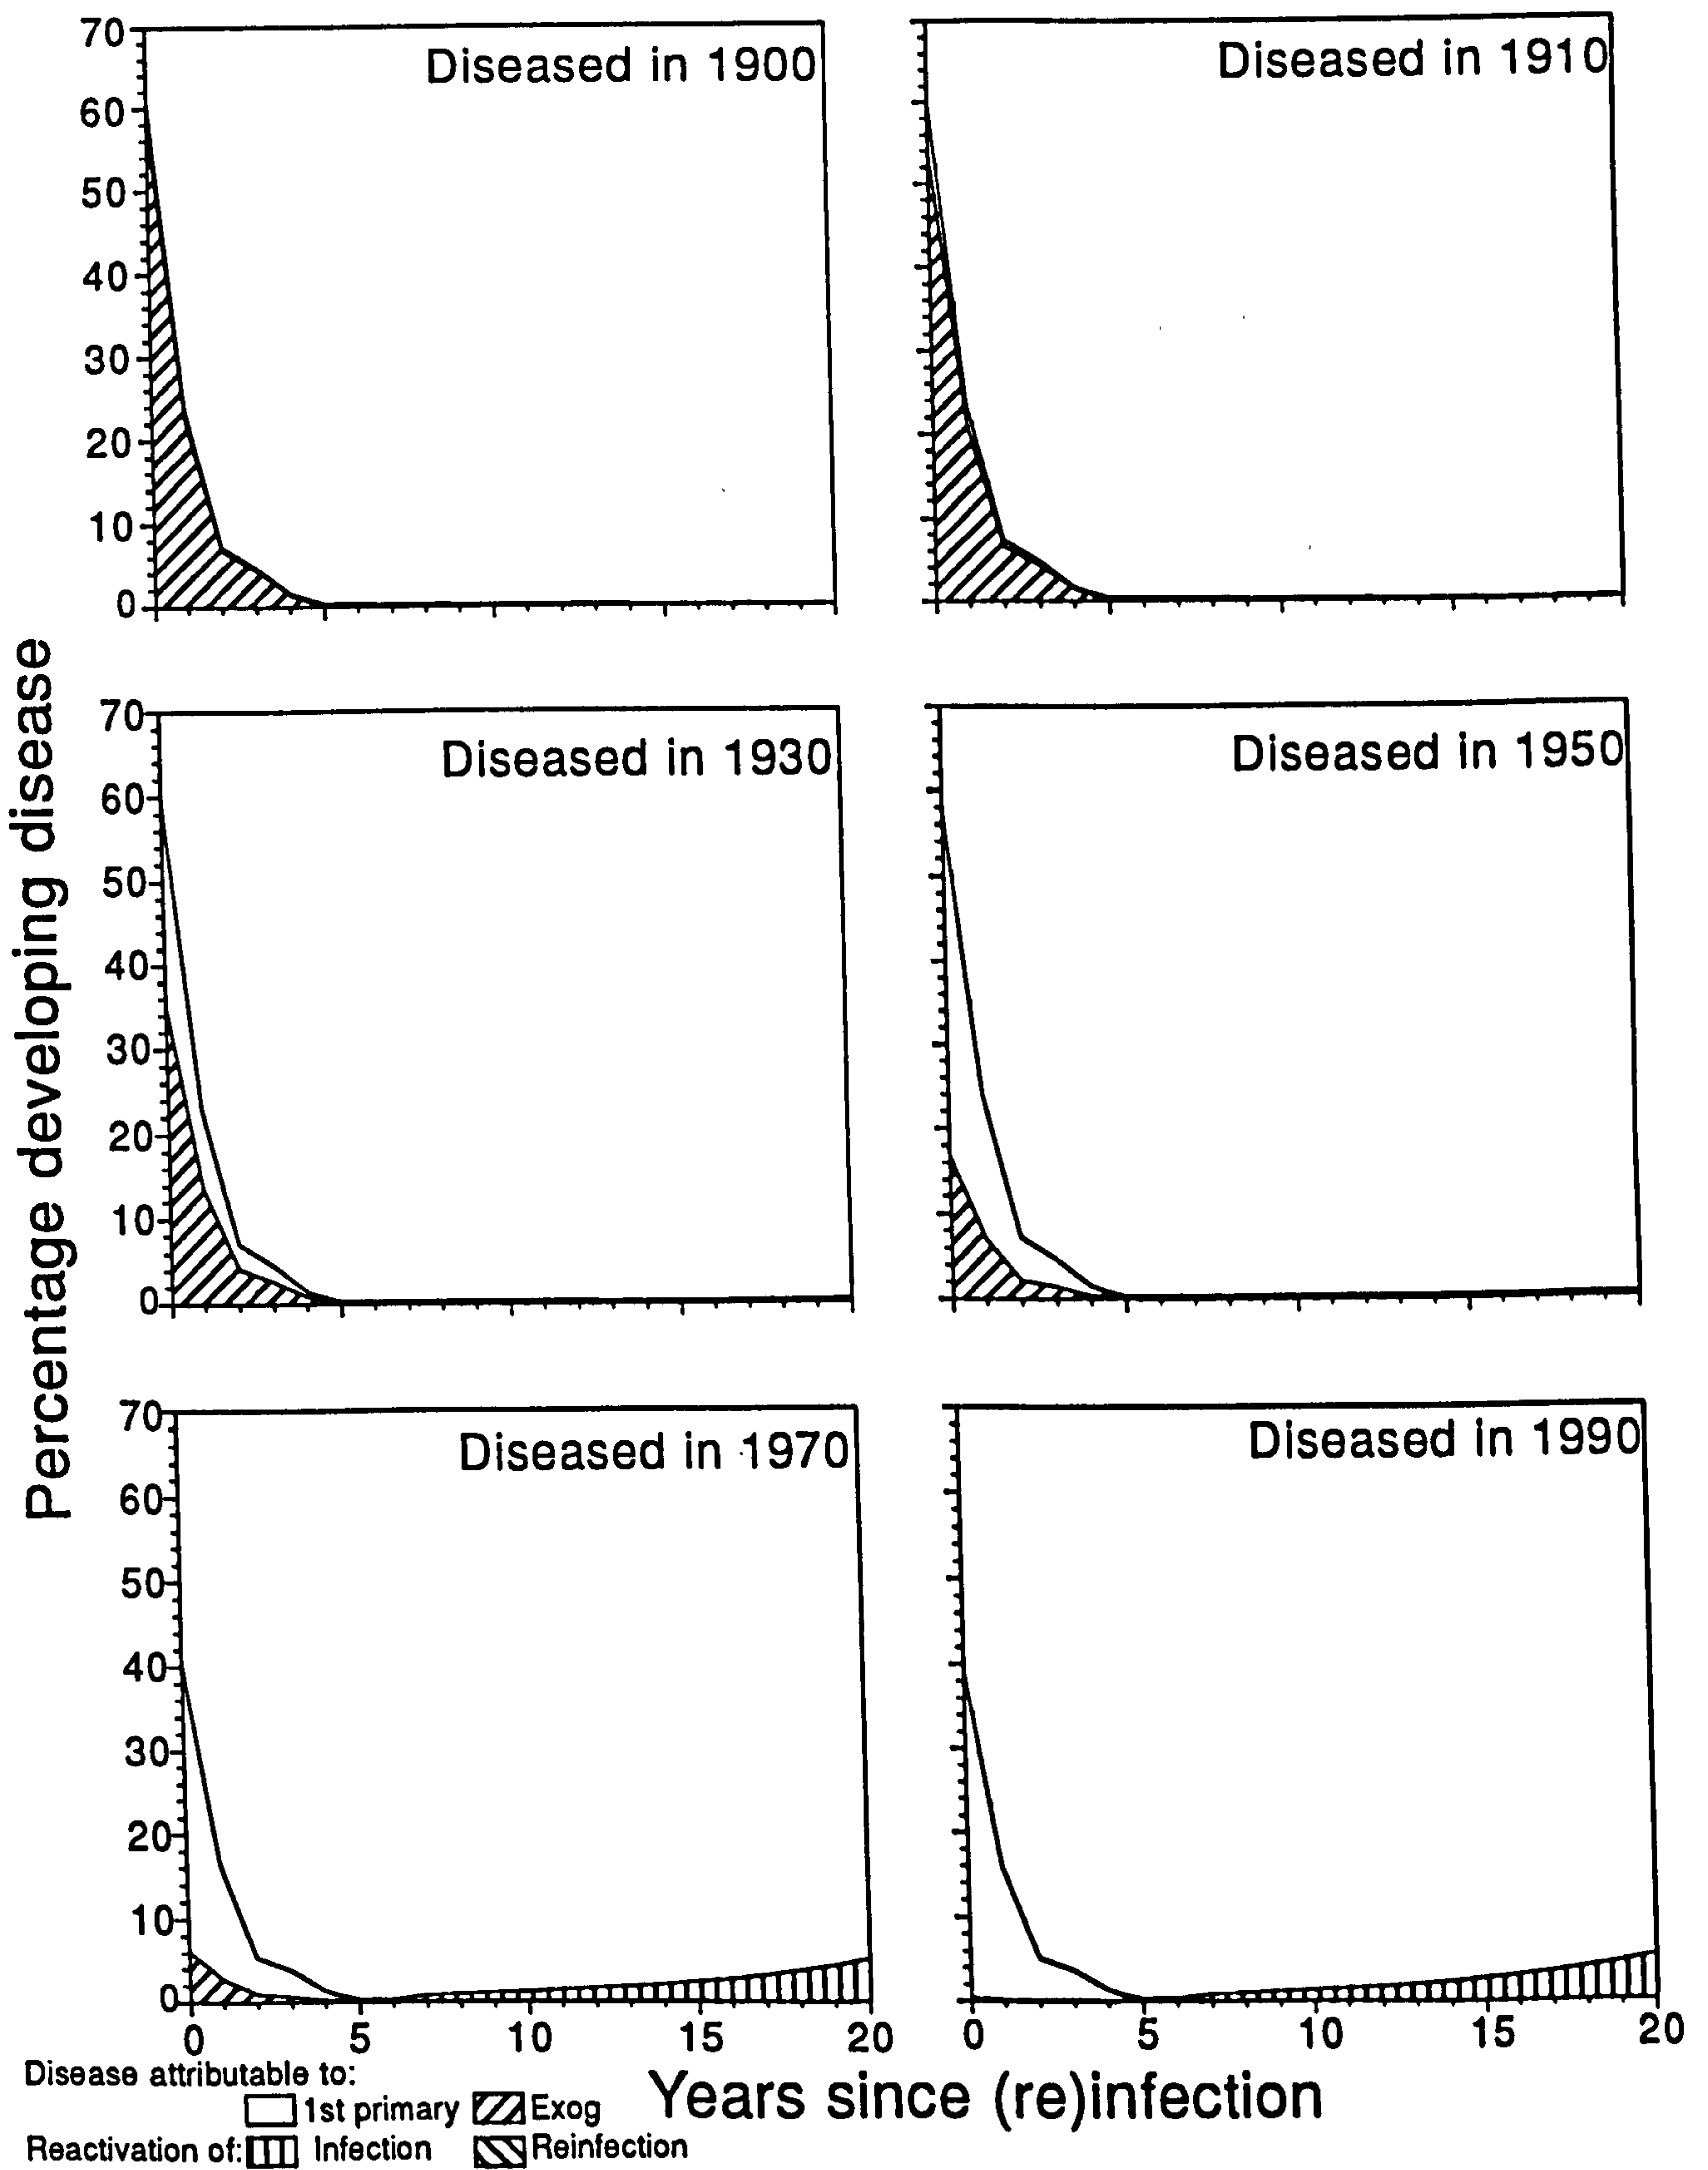 Diseased in 1900
Diseased in 1910
70
60
50
40
30
20
10
0
Diseased in 1930
Diseased in 1950
70
60
50
40
30
20
10
0
Diseased in 1970
Diseased in 1990
70
60
50
40
30
20
10
0
0 5 10 15 20
0 5 10 15 20
Percentage developing disease
Years since (re)infection
Disease attributable to:
1st primary Exog
Reactivation of: Infection Reinfection